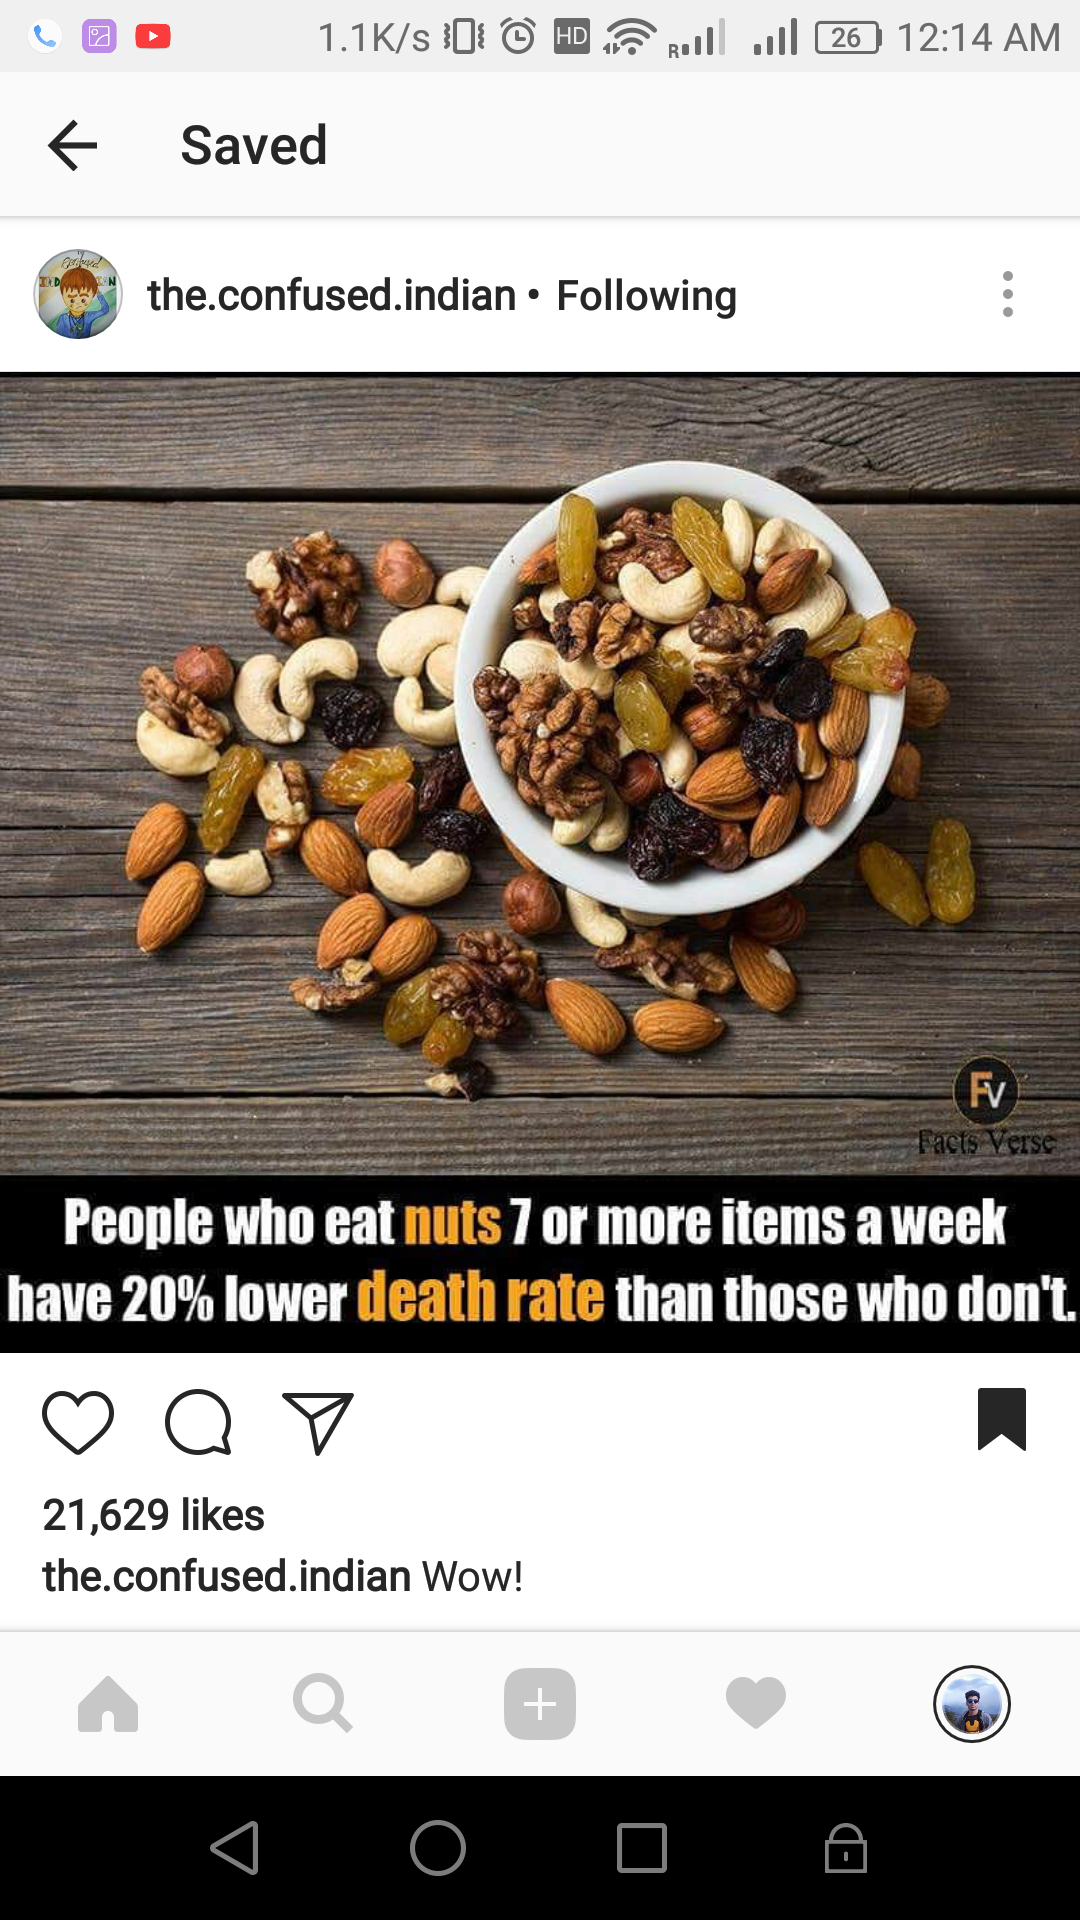 1.1K/s HD R 26 12:14 AM
Saved
the.confused.indian • Following
FV
Facts Verse
People who eat nuts 7 or more items a week
have 20% lower death rate than those who don't.
21,629 likes
the.confused.indian Wow!